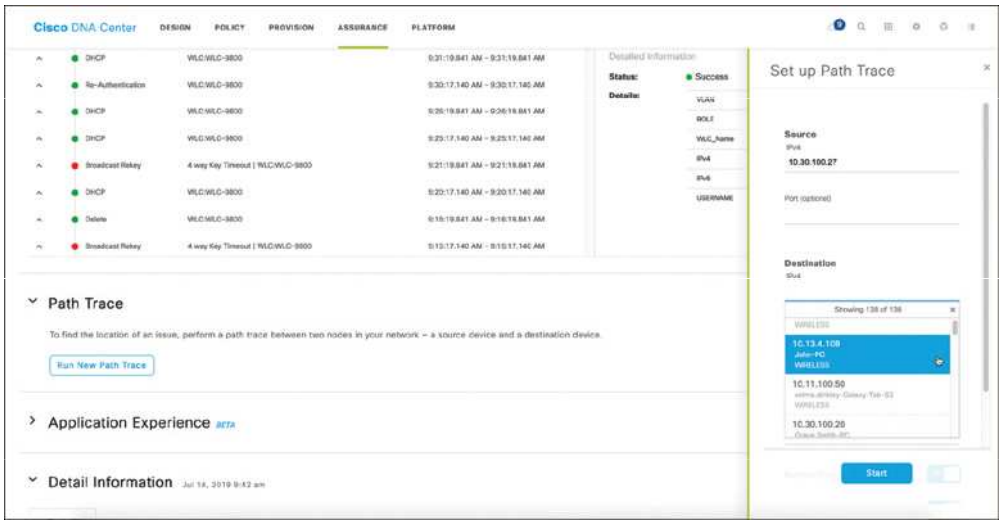 Cisco DNA Center
DESIGN POLICY PROVISION ASSURANCE PLATFORM
9
DHCP WLC:WLC-9800 9:31:19.841 AM - 9:31:19.841 AM
Re-Authentication WLC:WLC-9800 9:30:17.140 AM - 9:30:17.140 AM
DHCP WLC:WLC-9800 9:26:19.841 AM - 9:26:19.841 AM
DHCP WLC:WLC-9800 9:25:17.140 AM - 9:25:17.140 AM
Broadcast Rekey 4 way Key Timeout | WLC:WLC-9800 9:21:19.841 AM - 9:21:19.841 AM
DHCP WLC:WLC-9800 9:20:17.140 AM - 9:20:17.140 AM
Delete WLC:WLC-9800 9:16:19.841 AM - 9:16:19.841 AM
Broadcast Rekey 4 way Key Timeout | WLC:WLC-9800 9:15:17.140 AM - 9:15:17.140 AM
Detailed Information
Status: Success
Details:
VLAN
ROLE
WLC_Name
IPv4
IPv6
USERNAME
Path Trace
To find the location of an issue, perform a path trace between two nodes in your network – a source device and a destination device.
Run New Path Trace
Application Experience BETA
Detail Information Jul 14, 2019 9:42 am
Set up Path Trace
Source
IPv4
10.30.100.27
Port (optional)
Destination
IPv4
Showing 136 of 136
WIRELESS
10.13.4.108
John-PC
WIRELESS
10.11.100.50
WIRELESS
10.30.100.26
Grace.Smith-PC
Start